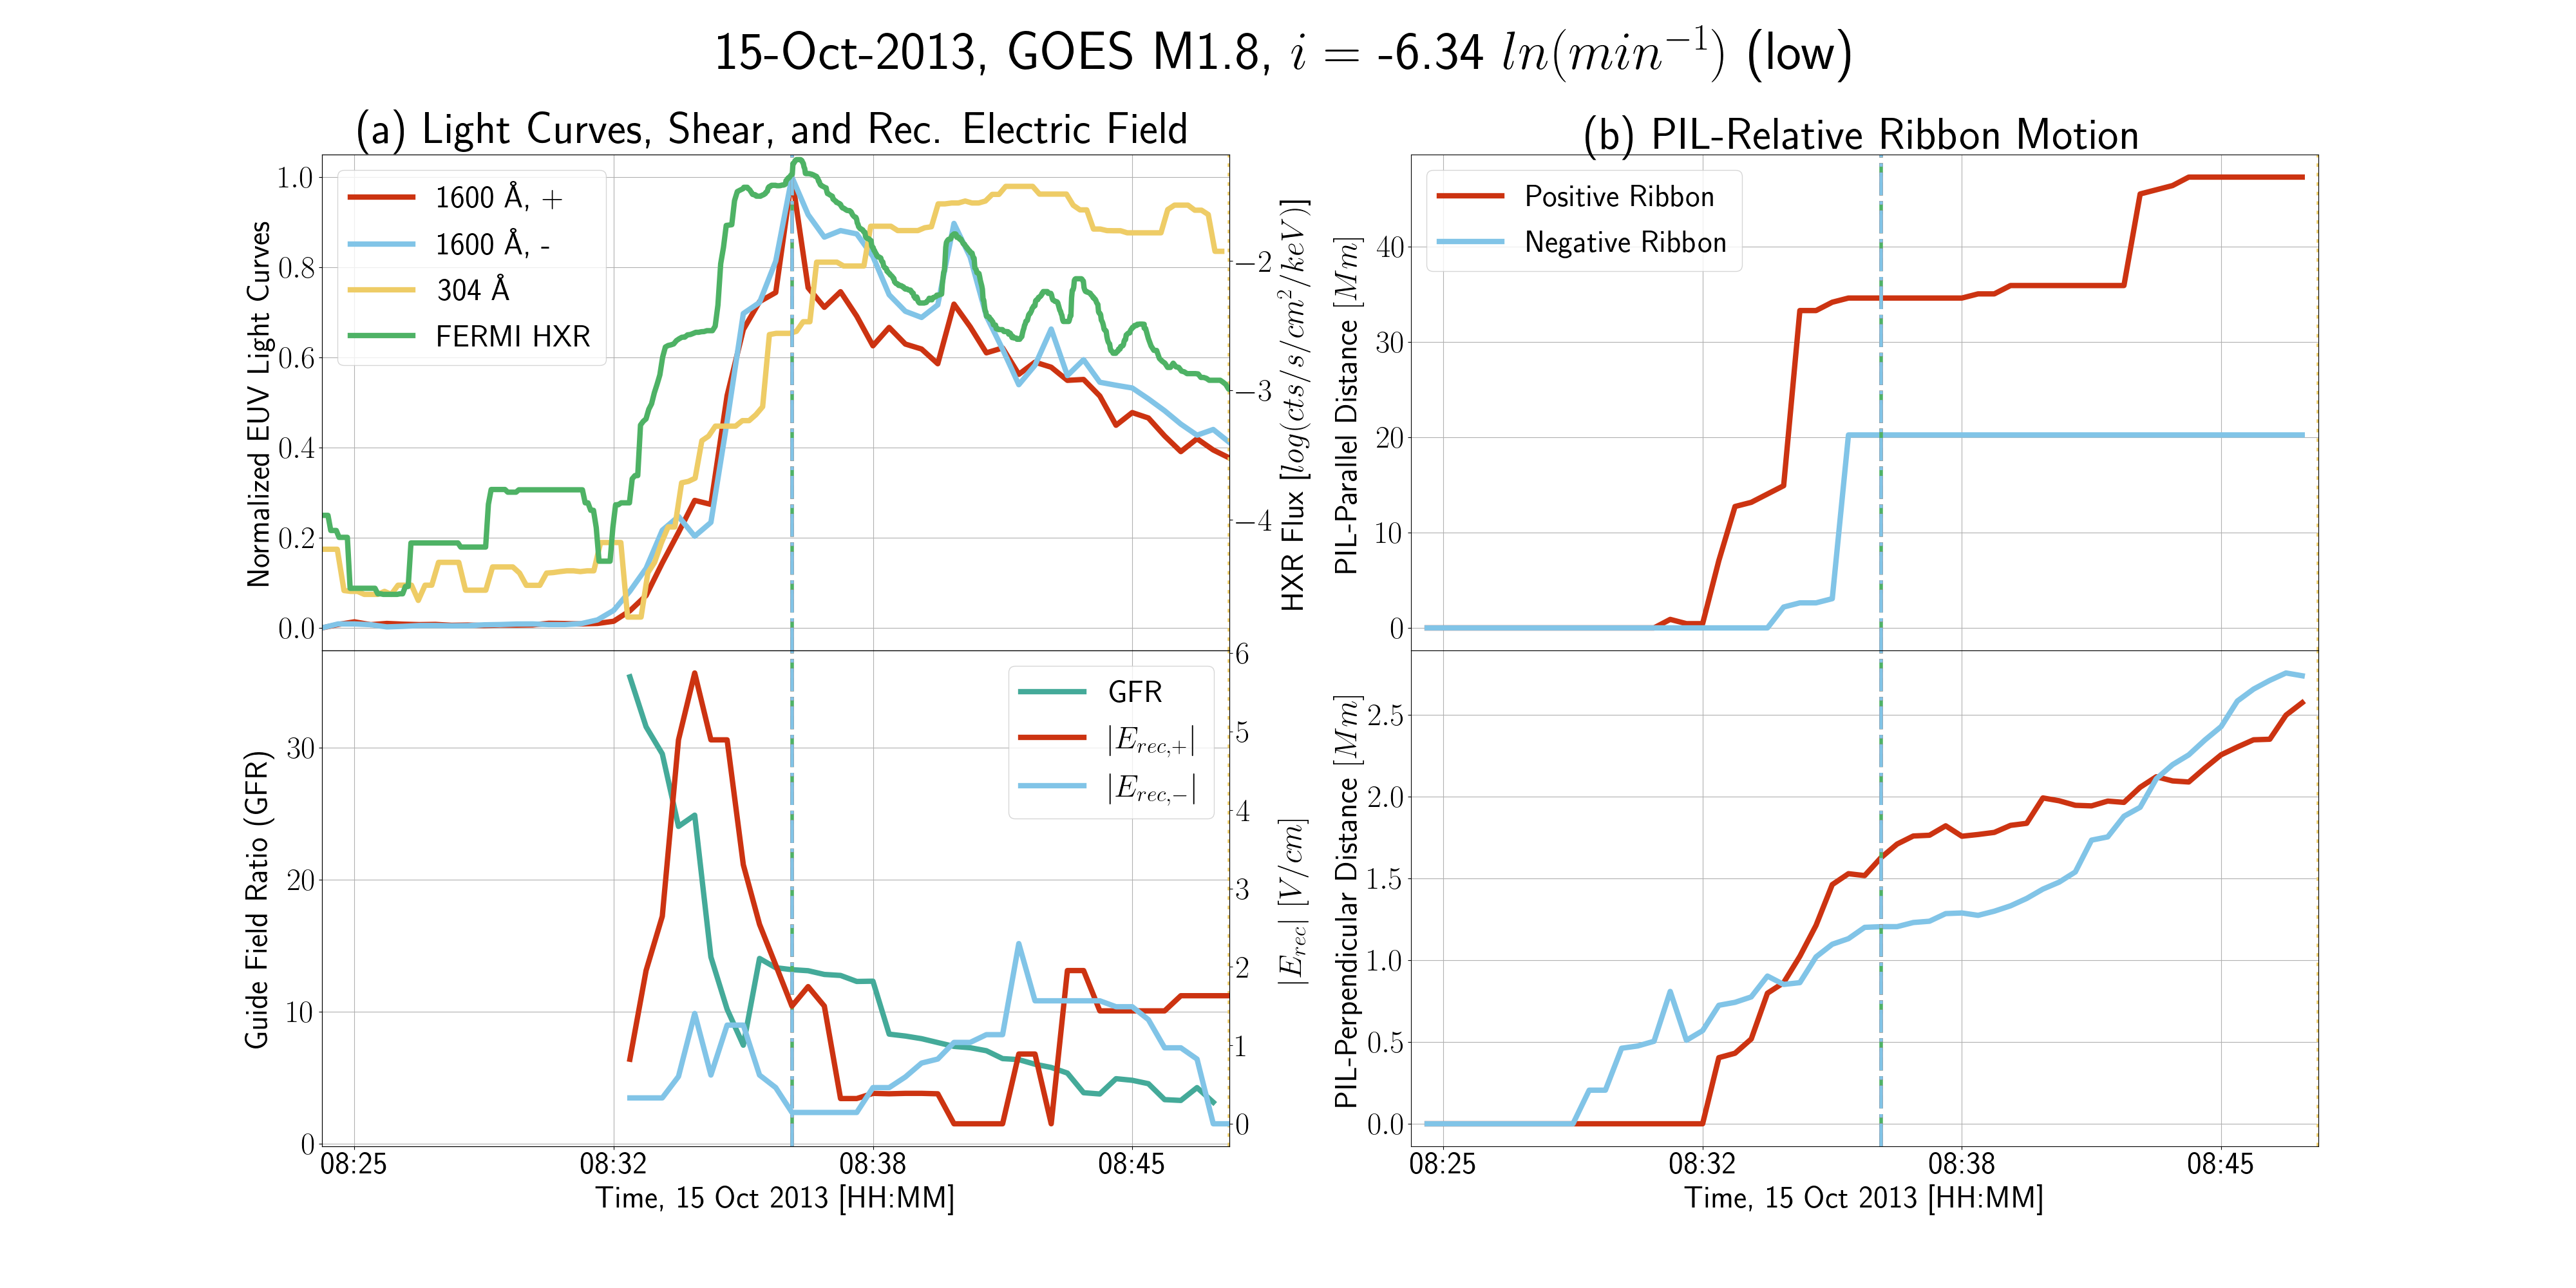 15-Oct-2013, GOES M1.8, i = -6.34 ln(min⁻¹) (low)
(a) Light Curves, Shear, and Rec. Electric Field
Normalized EUV Light Curves
1.0
0.8
0.6
0.4
0.2
0.0
1600 Å, +
1600 Å, -
304 Å
FERMI HXR
−2
−3
−4
HXR Flux [log(cts/s/cm²/keV)]
Guide Field Ratio (GFR)
30
20
10
0
GFR
|E_{rec,+}|
|E_{rec,−}|
6
5
4
3
2
1
0
|E_{rec}| [V/cm]
08:25 08:32 08:38 08:45
Time, 15 Oct 2013 [HH:MM]
(b) PIL-Relative Ribbon Motion
PIL-Parallel Distance [Mm]
40
30
20
10
0
Positive Ribbon
Negative Ribbon
PIL-Perpendicular Distance [Mm]
2.5
2.0
1.5
1.0
0.5
0.0
08:25 08:32 08:38 08:45
Time, 15 Oct 2013 [HH:MM]